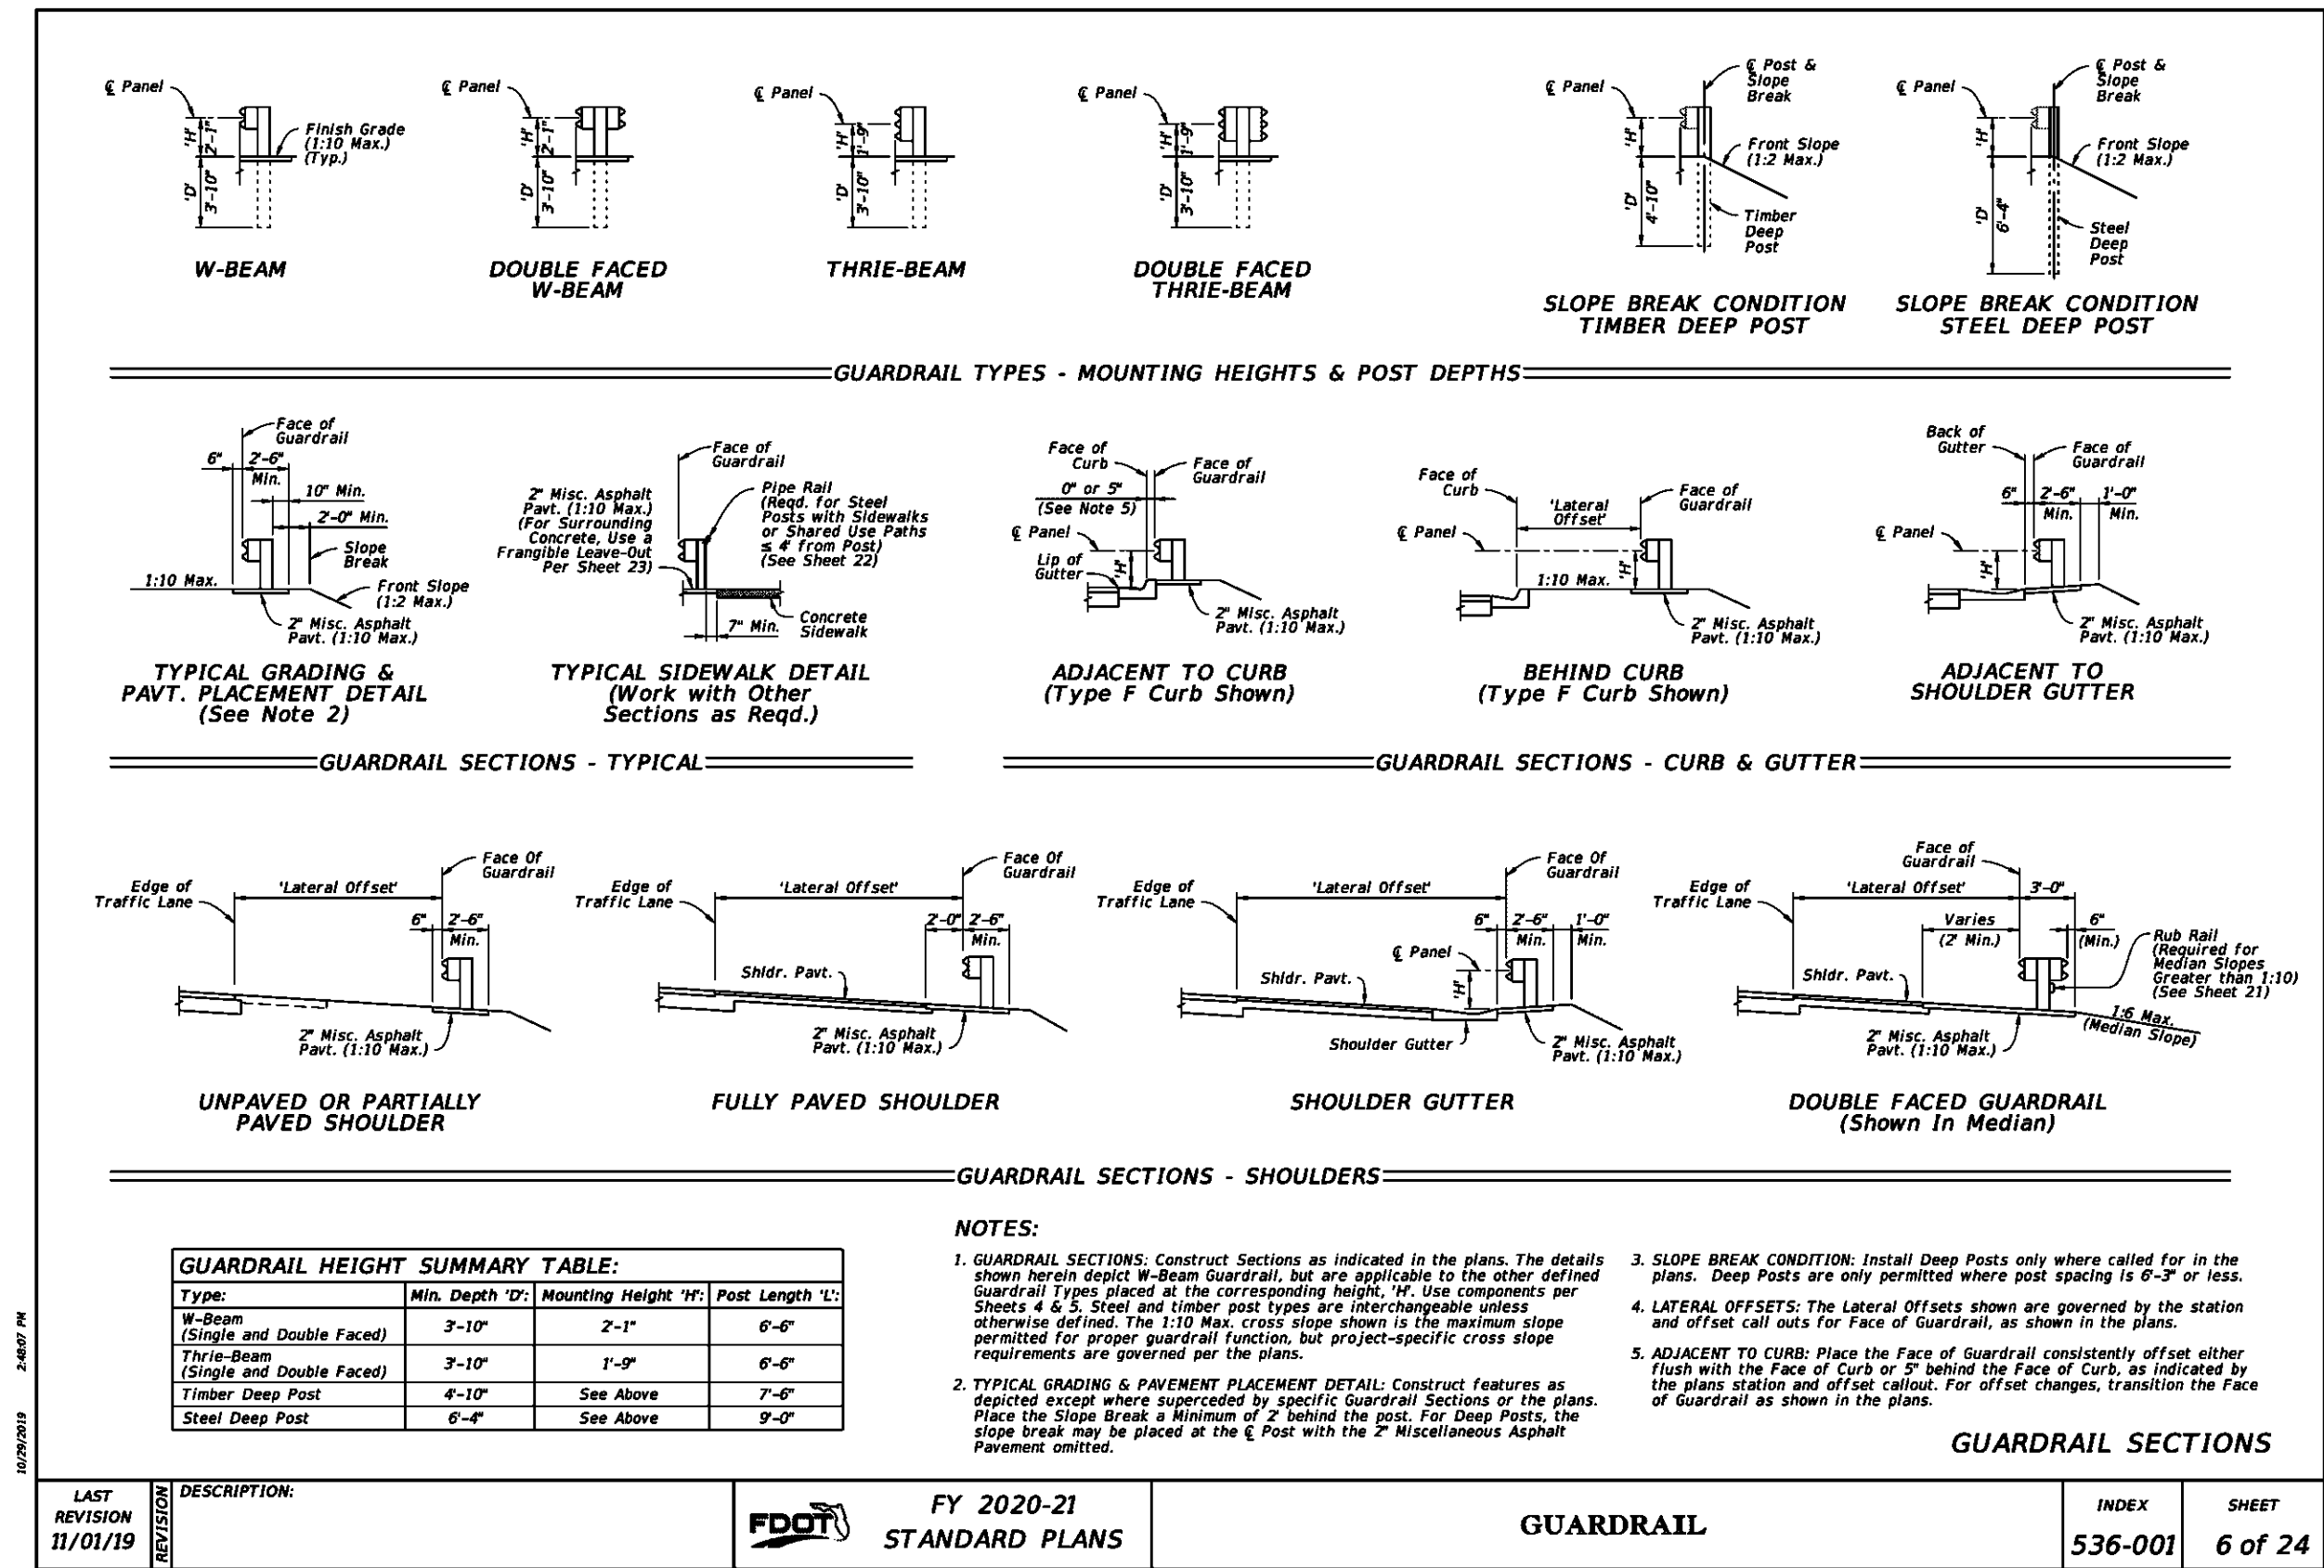 ℄ Panel
'H'
2'-1"
'D'
3'-10"
Finish Grade
(1:10 Max.)
(Typ.)
W-BEAM
℄ Panel
'H'
2'-1"
'D'
3'-10"
DOUBLE FACED
W-BEAM
℄ Panel
'H'
1'-9"
'D'
3'-10"
THRIE-BEAM
℄ Panel
'H'
1'-9"
'D'
3'-10"
DOUBLE FACED
THRIE-BEAM
℄ Panel
℄ Post &
Slope
Break
'H'
Front Slope
(1:2 Max.)
'D'
4'-10"
Timber
Deep
Post
SLOPE BREAK CONDITION
TIMBER DEEP POST
℄ Panel
℄ Post &
Slope
Break
'H'
Front Slope
(1:2 Max.)
'D'
6'-4"
Steel
Deep
Post
SLOPE BREAK CONDITION
STEEL DEEP POST
GUARDRAIL TYPES - MOUNTING HEIGHTS & POST DEPTHS
Face of
Guardrail
6"
2'-6"
Min.
10" Min.
2'-0" Min.
Slope
Break
1:10 Max.
Front Slope
(1:2 Max.)
2" Misc. Asphalt
Pavt. (1:10 Max.)
TYPICAL GRADING &
PAVT. PLACEMENT DETAIL
(See Note 2)
Face of
Guardrail
2" Misc. Asphalt
Pavt. (1:10 Max.)
(For Surrounding
Concrete, Use a
Frangible Leave-Out
Per Sheet 23)
Pipe Rail
(Reqd. for Steel
Posts with Sidewalks
or Shared Use Paths
≤ 4' from Post)
(See Sheet 22)
7" Min.
Concrete
Sidewalk
TYPICAL SIDEWALK DETAIL
(Work with Other
Sections as Reqd.)
Face of
Curb
Face of
Guardrail
0" or 5"
(See Note 5)
℄ Panel
Lip of
Gutter
'H'
2" Misc. Asphalt
Pavt. (1:10 Max.)
ADJACENT TO CURB
(Type F Curb Shown)
Face of
Curb
'Lateral
Offset'
Face of
Guardrail
℄ Panel
1:10 Max.
'H'
2" Misc. Asphalt
Pavt. (1:10 Max.)
BEHIND CURB
(Type F Curb Shown)
Back of
Gutter
Face of
Guardrail
6"
2'-6"
Min.
1'-0"
Min.
℄ Panel
'H'
2" Misc. Asphalt
Pavt. (1:10 Max.)
ADJACENT TO
SHOULDER GUTTER
GUARDRAIL SECTIONS - TYPICAL
GUARDRAIL SECTIONS - CURB & GUTTER
Edge of
Traffic Lane
'Lateral Offset'
Face Of
Guardrail
6"
2'-6"
Min.
2" Misc. Asphalt
Pavt. (1:10 Max.)
UNPAVED OR PARTIALLY
PAVED SHOULDER
Edge of
Traffic Lane
'Lateral Offset'
Face Of
Guardrail
2'-0"
2'-6"
Min.
Shldr. Pavt.
2" Misc. Asphalt
Pavt. (1:10 Max.)
FULLY PAVED SHOULDER
Edge of
Traffic Lane
'Lateral Offset'
Face Of
Guardrail
6"
2'-6"
Min.
1'-0"
Min.
℄ Panel
Shldr. Pavt.
'H'
Shoulder Gutter
2" Misc. Asphalt
Pavt. (1:10 Max.)
SHOULDER GUTTER
Edge of
Traffic Lane
Face of
Guardrail
'Lateral Offset'
3'-0"
Varies
(2' Min.)
6"
(Min.)
Rub Rail
(Required for
Median Slopes
Greater than 1:10)
(See Sheet 21)
Shldr. Pavt.
2" Misc. Asphalt
Pavt. (1:10 Max.)
1:6 Max.
(Median Slope)
DOUBLE FACED GUARDRAIL
(Shown In Median)
GUARDRAIL SECTIONS - SHOULDERS
GUARDRAIL HEIGHT SUMMARY TABLE:
Type: Min. Depth 'D': Mounting Height 'H': Post Length 'L':
W-Beam
(Single and Double Faced) 3'-10" 2'-1" 6'-6"
Thrie-Beam
(Single and Double Faced) 3'-10" 1'-9" 6'-6"
Timber Deep Post 4'-10" See Above 7'-6"
Steel Deep Post 6'-4" See Above 9'-0"
NOTES:
1. GUARDRAIL SECTIONS: Construct Sections as indicated in the plans. The details
shown herein depict W-Beam Guardrail, but are applicable to the other defined
Guardrail Types placed at the corresponding height, 'H'. Use components per
Sheets 4 & 5. Steel and timber post types are interchangeable unless
otherwise defined. The 1:10 Max. cross slope shown is the maximum slope
permitted for proper guardrail function, but project-specific cross slope
requirements are governed per the plans.
2. TYPICAL GRADING & PAVEMENT PLACEMENT DETAIL: Construct features as
depicted except where superceded by specific Guardrail Sections or the plans.
Place the Slope Break a Minimum of 2' behind the post. For Deep Posts, the
slope break may be placed at the ℄ Post with the 2" Miscellaneous Asphalt
Pavement omitted.
3. SLOPE BREAK CONDITION: Install Deep Posts only where called for in the
plans. Deep Posts are only permitted where post spacing is 6'-3" or less.
4. LATERAL OFFSETS: The Lateral Offsets shown are governed by the station
and offset call outs for Face of Guardrail, as shown in the plans.
5. ADJACENT TO CURB: Place the Face of Guardrail consistently offset either
flush with the Face of Curb or 5" behind the Face of Curb, as indicated by
the plans station and offset callout. For offset changes, transition the Face
of Guardrail as shown in the plans.
GUARDRAIL SECTIONS
10/29/2019 2:48:07 PM
LAST
REVISION
11/01/19
REVISION
DESCRIPTION:
FDOT
FY 2020-21
STANDARD PLANS
GUARDRAIL
INDEX
536-001
SHEET
6 of 24